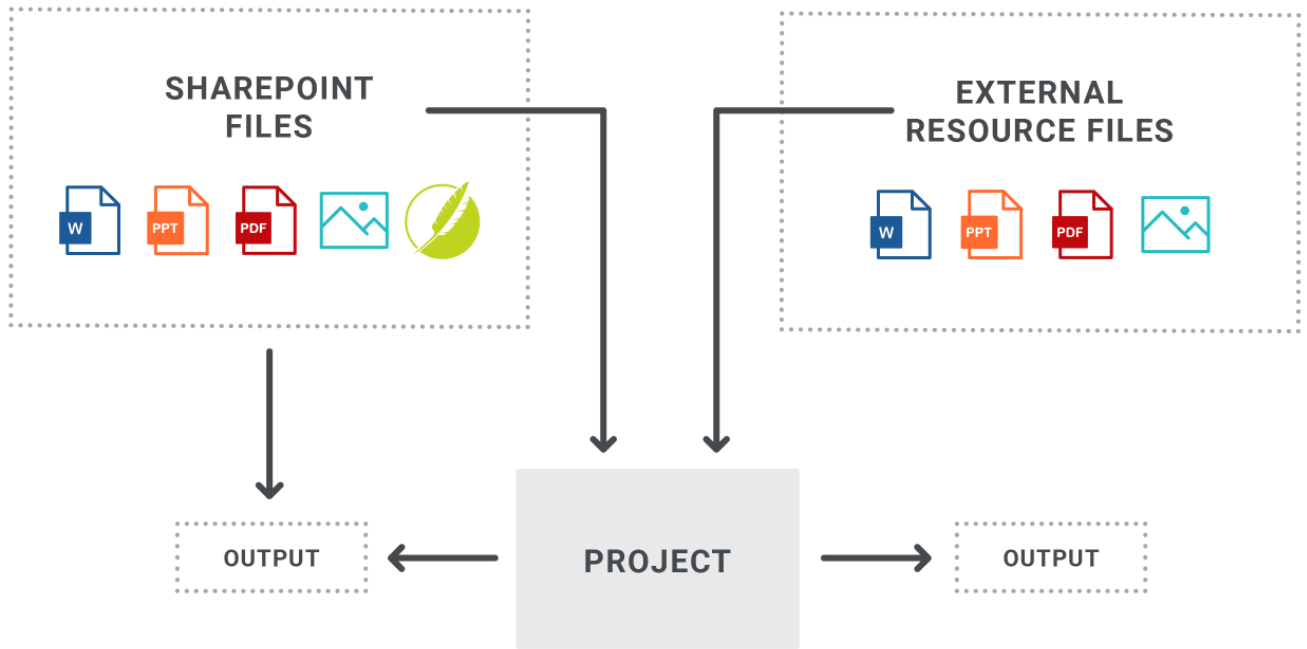 SHAREPOINT
FILES
W
PPT
PDF
EXTERNAL
RESOURCE FILES
W
PPT
PDF
OUTPUT
PROJECT
OUTPUT